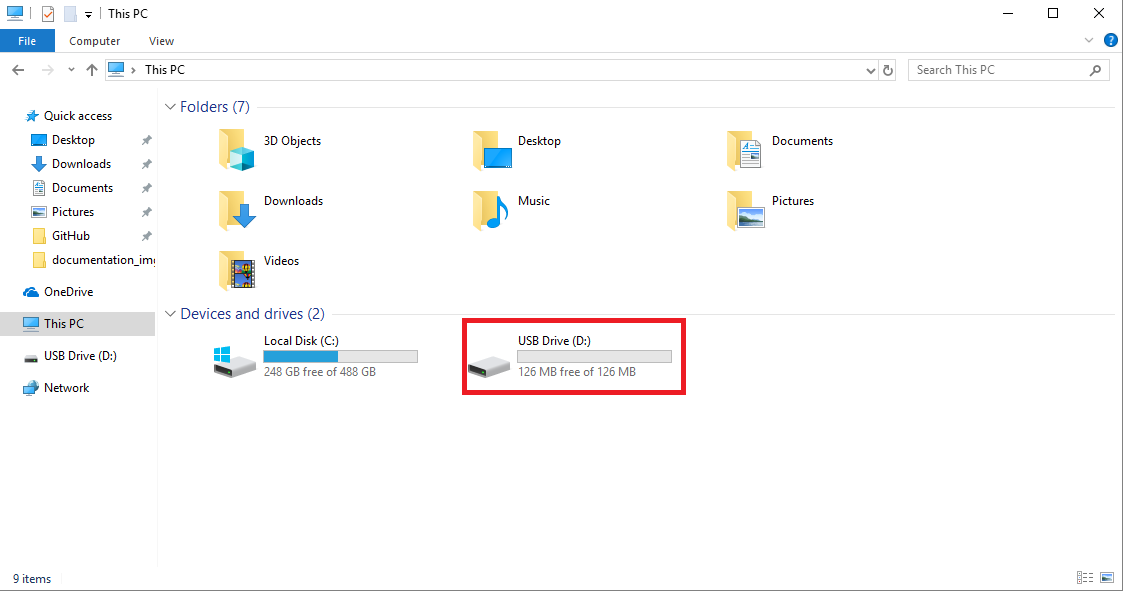 This PC
File Computer View
This PC
Search This PC
Quick access
Desktop
Downloads
Documents
Pictures
GitHub
documentation_img
OneDrive
This PC
USB Drive (D:)
Network
Folders (7)
3D Objects
Desktop
Documents
Downloads
Music
Pictures
Videos
Devices and drives (2)
Local Disk (C:)
248 GB free of 488 GB
USB Drive (D:)
126 MB free of 126 MB
9 items